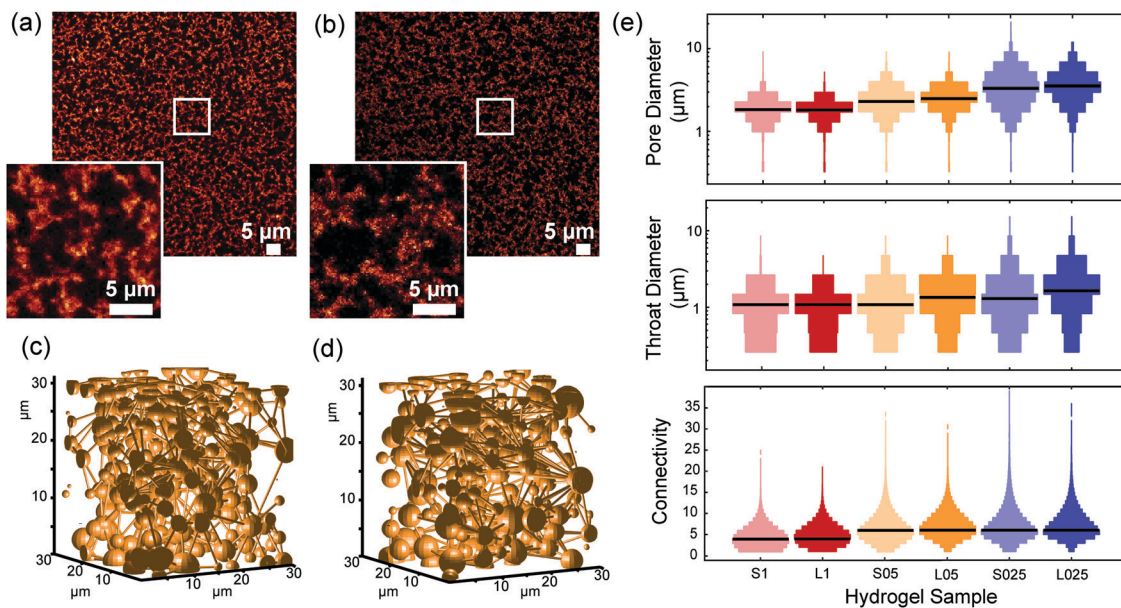 (a)
5 μm
5 μm
(b)
5 μm
5 μm
(c)
30
μm
20
10
30
20
μm
10
10
20
μm
30
(d)
30
μm
20
10
30
20
μm
10
10
20
μm
30
(e)
Pore Diameter
(μm)
10
1
Throat Diameter
(μm)
10
1
Connectivity
35
30
25
20
15
10
5
0
S1 L1 S05 L05 S025 L025
Hydrogel Sample